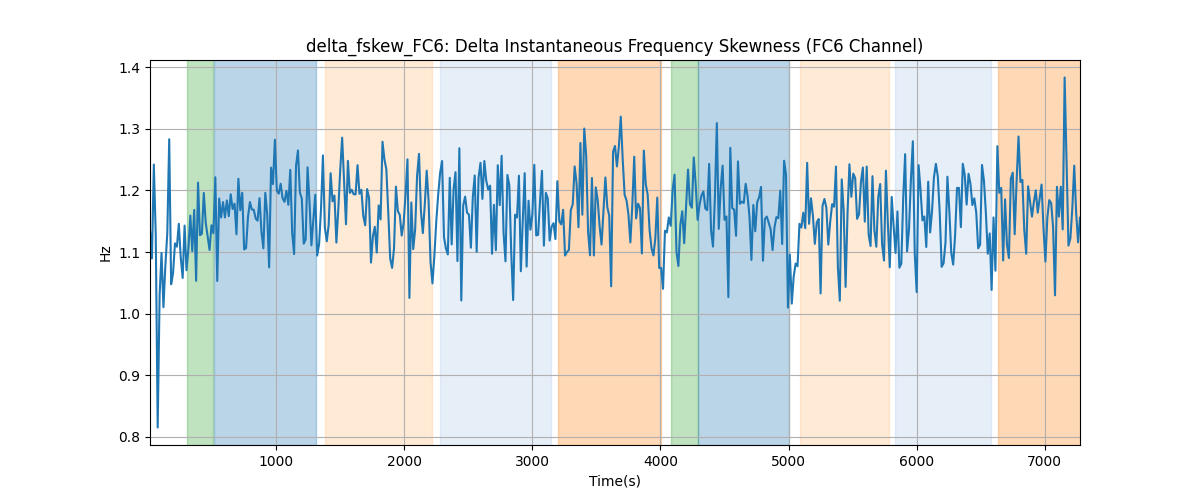 delta_fskew_FC6: Delta Instantaneous Frequency Skewness (FC6 Channel)
1.4
1.3
1.2
1.1
1.0
0.9
0.8
Hz
1000 2000 3000 4000 5000 6000 7000
Time(s)